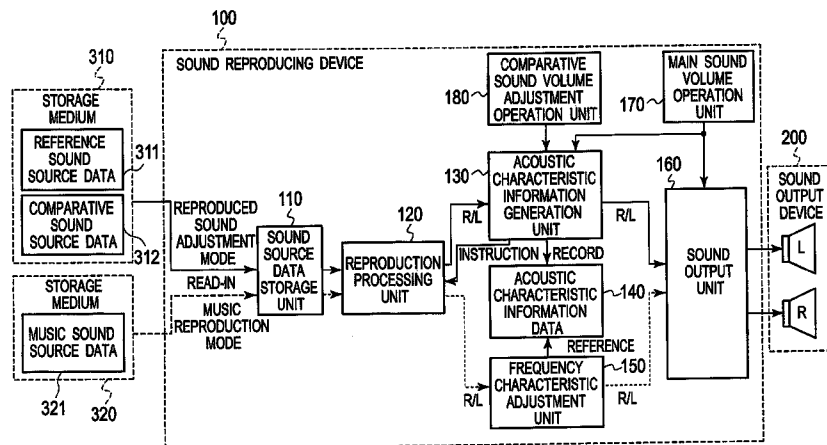 100
310
SOUND REPRODUCING DEVICE
STORAGE
MEDIUM
REFERENCE
SOUND
SOURCE DATA
311
COMPARATIVE
SOUND
SOURCE DATA
312
STORAGE
MEDIUM
MUSIC SOUND
SOURCE DATA
321
320
REPRODUCED
SOUND
ADJUSTMENT
MODE
READ-IN
MUSIC
REPRODUCTION
MODE
110
SOUND
SOURCE
DATA
STORAGE
UNIT
120
REPRODUCTION
PROCESSING
UNIT
180
COMPARATIVE
SOUND VOLUME
ADJUSTMENT
OPERATION UNIT
170
MAIN SOUND
VOLUME
OPERATION
UNIT
130
ACOUSTIC
CHARACTERISTIC
INFORMATION
GENERATION
UNIT
R/L
R/L
INSTRUCTION
RECORD
ACOUSTIC
CHARACTERISTIC
INFORMATION
DATA
140
REFERENCE
FREQUENCY
CHARACTERISTIC
ADJUSTMENT
UNIT
150
R/L
R/L
160
SOUND
OUTPUT
UNIT
200
SOUND
OUTPUT
DEVICE
L
R